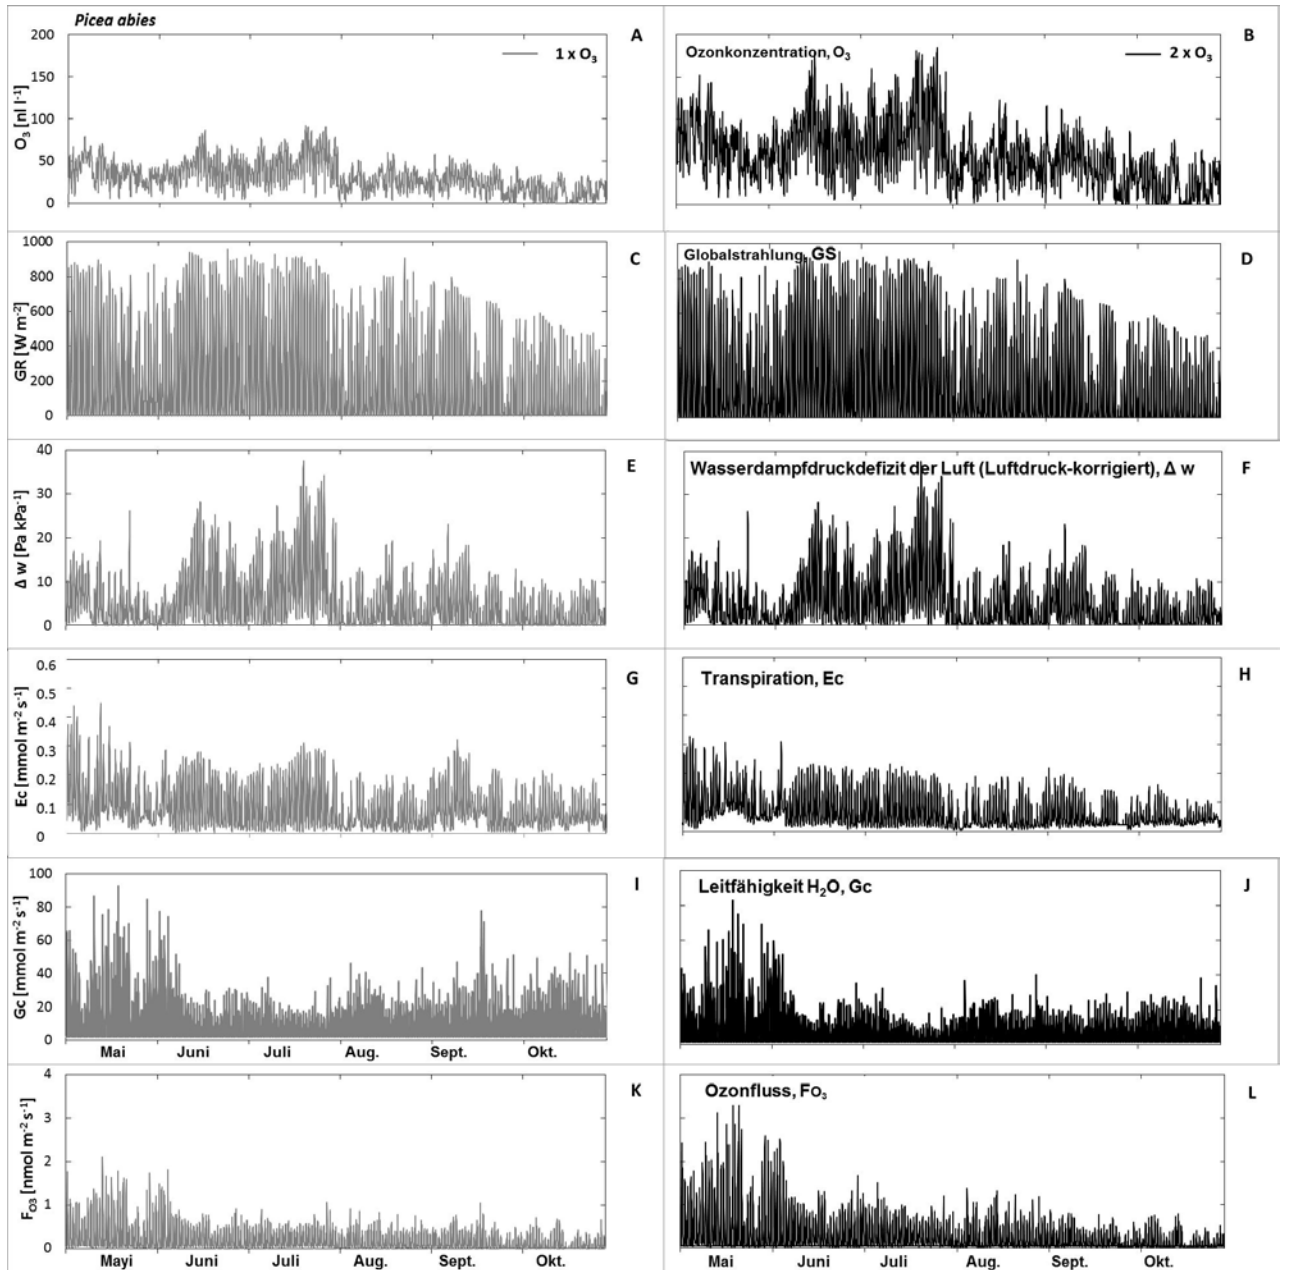 Picea abies
A
1 x O₃
200
150
100
50
0
O₃ [nl l⁻¹]
B
Ozonkonzentration, O₃
2 x O₃
C
1000
800
600
400
200
0
GR [W m⁻²]
D
Globalstrahlung, GS
E
40
30
20
10
0
Δ w [Pa kPa⁻¹]
F
Wasserdampfdruckdefizit der Luft (Luftdruck-korrigiert), Δ w
G
0.6
0.5
0.2
0.3
0.2
0.1
0
Ec [mmol m⁻² s⁻¹]
H
Transpiration, Ec
I
100
80
60
40
20
0
Gc [mmol m⁻² s⁻¹]
Mai Juni Juli Aug. Sept. Okt.
J
Leitfähigkeit H₂O, Gc
K
4
3
2
1
0
F_O3 [nmol m⁻² s⁻¹]
Mayi Juni Juli Aug. Sept. Okt.
L
Ozonfluss, FO₃
Mai Juni Juli Aug. Sept. Okt.